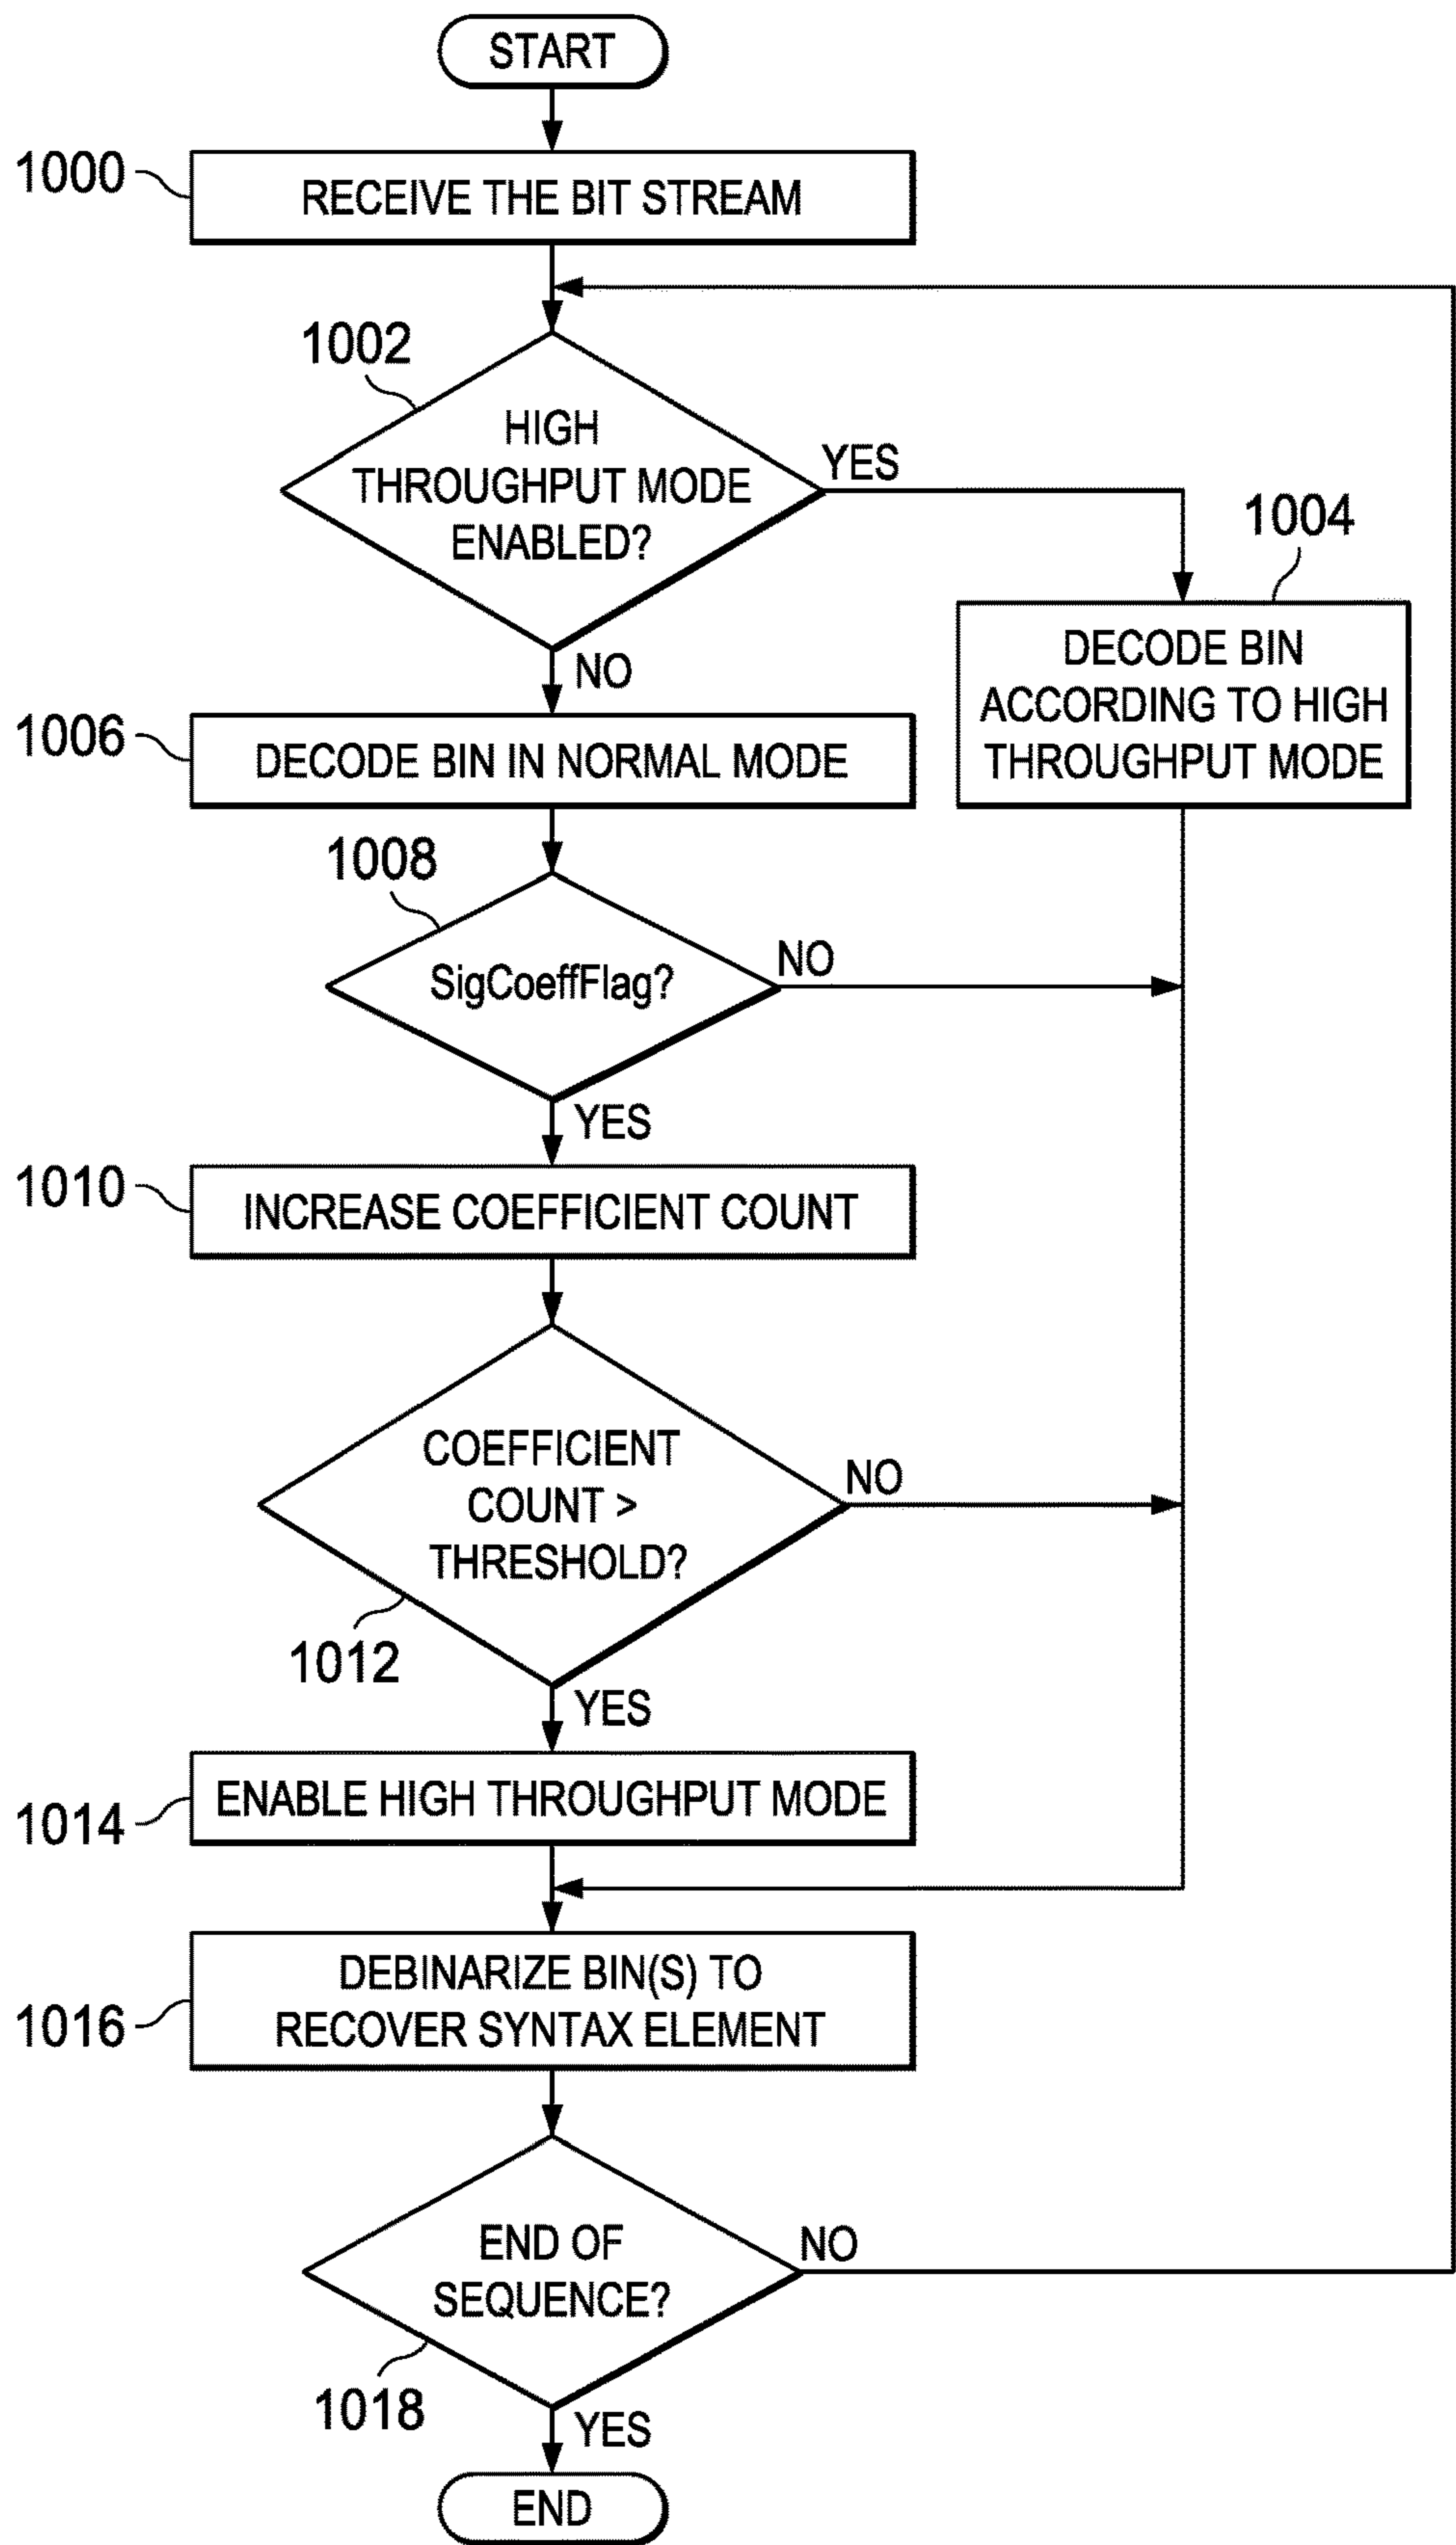 START
1000
RECEIVE THE BIT STREAM
1002
HIGH
THROUGHPUT MODE
ENABLED?
YES
NO
1004
DECODE BIN
ACCORDING TO HIGH
THROUGHPUT MODE
1006
DECODE BIN IN NORMAL MODE
1008
SigCoeffFlag?
NO
YES
1010
INCREASE COEFFICIENT COUNT
COEFFICIENT
COUNT >
THRESHOLD?
NO
1012
YES
1014
ENABLE HIGH THROUGHPUT MODE
1016
DEBINARIZE BIN(S) TO
RECOVER SYNTAX ELEMENT
END OF
SEQUENCE?
NO
1018
YES
END